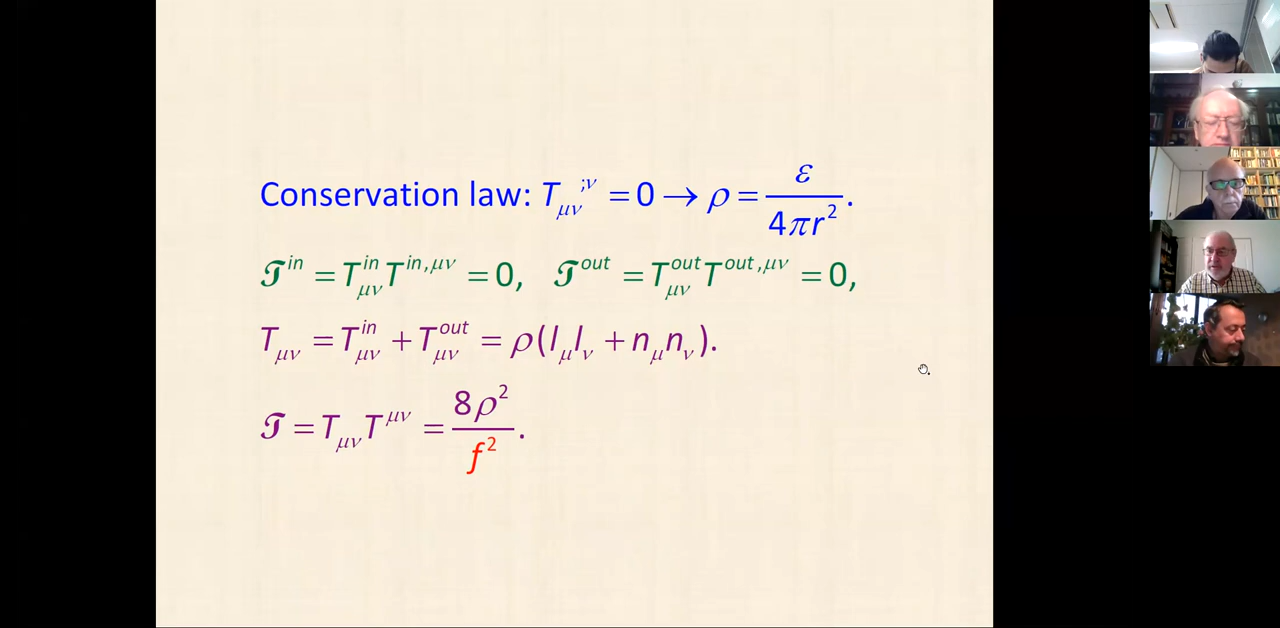 Conservation law: T_{μν}^{;ν} = 0 → ρ = ε / 4πr².
𝒯^{in} = T^{in}_{μν} T^{in,μν} = 0, 𝒯^{out} = T^{out}_{μν} T^{out,μν} = 0,
T_{μν} = T^{in}_{μν} + T^{out}_{μν} = ρ(l_μ l_ν + n_μ n_ν).
𝒯 = T_{μν} T^{μν} = 8ρ² / f².